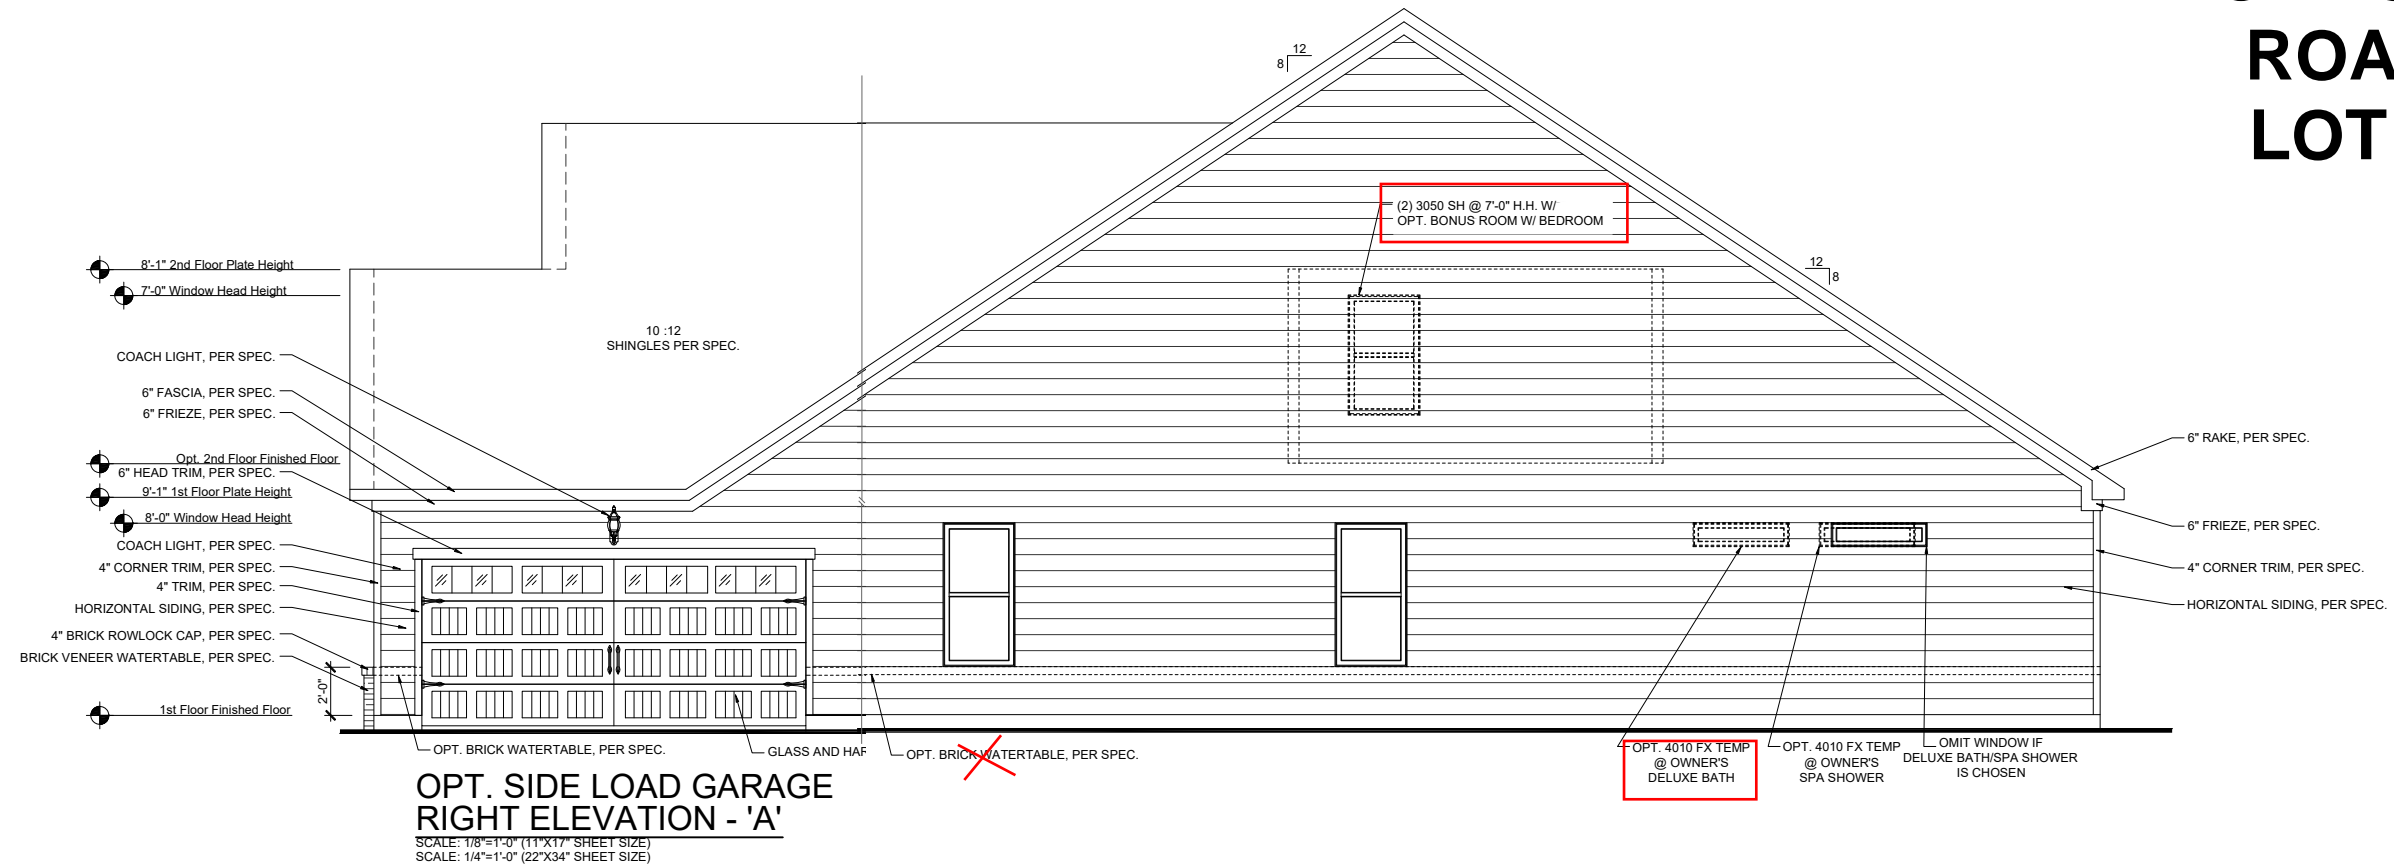 ROA
LOT
12
8
(2) 3050 SH @ 7'-0" H.H. W/
OPT. BONUS ROOM W/ BEDROOM
12
8
8'-1" 2nd Floor Plate Height
7'-0" Window Head Height
10 :12
SHINGLES PER SPEC.
COACH LIGHT, PER SPEC.
6" FASCIA, PER SPEC.
6" FRIEZE, PER SPEC.
Opt. 2nd Floor Finished Floor
6" HEAD TRIM, PER SPEC.
9'-1" 1st Floor Plate Height
8'-0" Window Head Height
COACH LIGHT, PER SPEC.
4" CORNER TRIM, PER SPEC.
4" TRIM, PER SPEC.
HORIZONTAL SIDING, PER SPEC.
4" BRICK ROWLOCK CAP, PER SPEC.
BRICK VENEER WATERTABLE, PER SPEC.
2'-0"
1st Floor Finished Floor
6" RAKE, PER SPEC.
6" FRIEZE, PER SPEC.
4" CORNER TRIM, PER SPEC.
HORIZONTAL SIDING, PER SPEC.
OPT. BRICK WATERTABLE, PER SPEC.
GLASS AND HAR
OPT. BRICK WATERTABLE, PER SPEC.
OPT. 4010 FX TEMP
@ OWNER'S
DELUXE BATH
OPT. 4010 FX TEMP
@ OWNER'S
SPA SHOWER
OMIT WINDOW IF
DELUXE BATH/SPA SHOWER
IS CHOSEN
OPT. SIDE LOAD GARAGE
RIGHT ELEVATION - 'A'
SCALE: 1/8"=1'-0" (11"X17" SHEET SIZE)
SCALE: 1/4"=1'-0" (22"X34" SHEET SIZE)